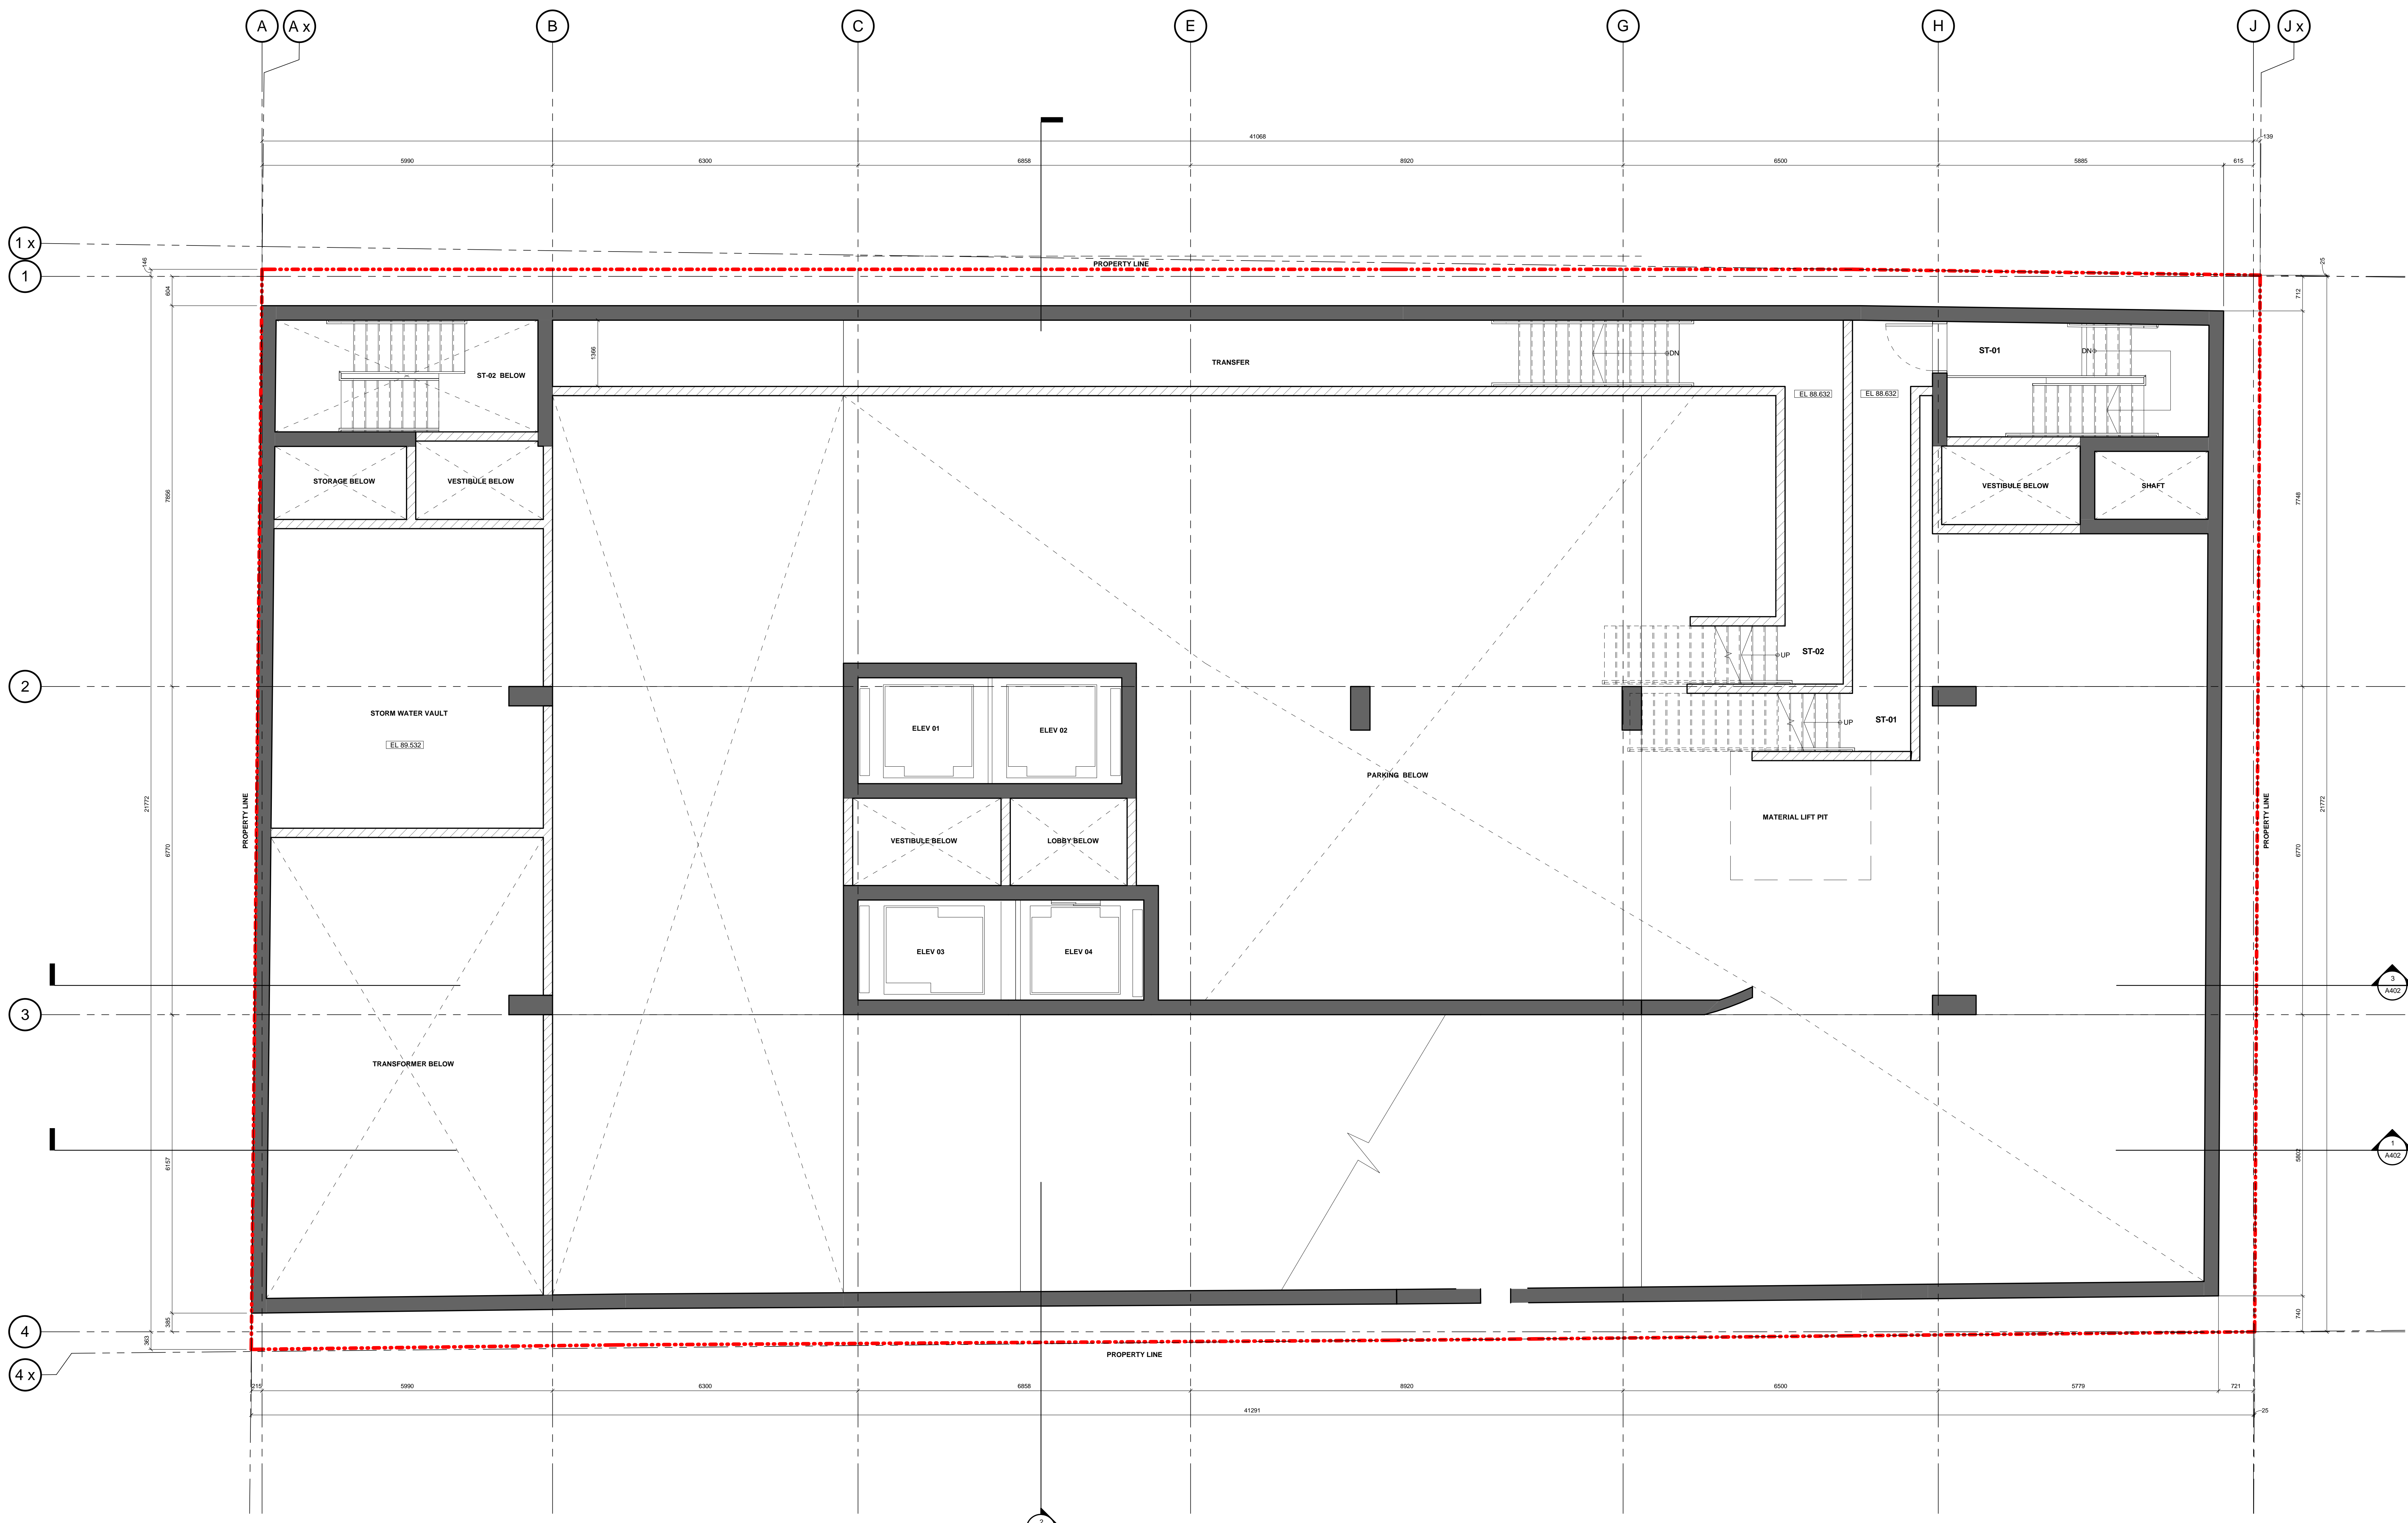 A
A x
B
C
E
G
H
J
J x
41068
139
5990
6300
6858
8920
6500
5885
615
1 x
1
146
604
PROPERTY LINE
25
712
1366
TRANSFER
DN
ST-01
DN
ST-02 BELOW
EL 88.632
EL 88.632
STORAGE BELOW
VESTIBULE BELOW
VESTIBULE BELOW
SHAFT
7856
7748
2
UP
ST-02
UP
ST-01
STORM WATER VAULT
EL 89.532
ELEV 01
ELEV 02
PARKING BELOW
MATERIAL LIFT PIT
21772
PROPERTY LINE
6770
VESTIBULE BELOW
LOBBY BELOW
PROPERTY LINE
21772
6770
ELEV 03
ELEV 04
3
A402
3
TRANSFORMER BELOW
6157
5802
1
A402
4
385
363
740
PROPERTY LINE
4 x
215
5990
6300
6858
8920
6500
5779
721
41291
25
2